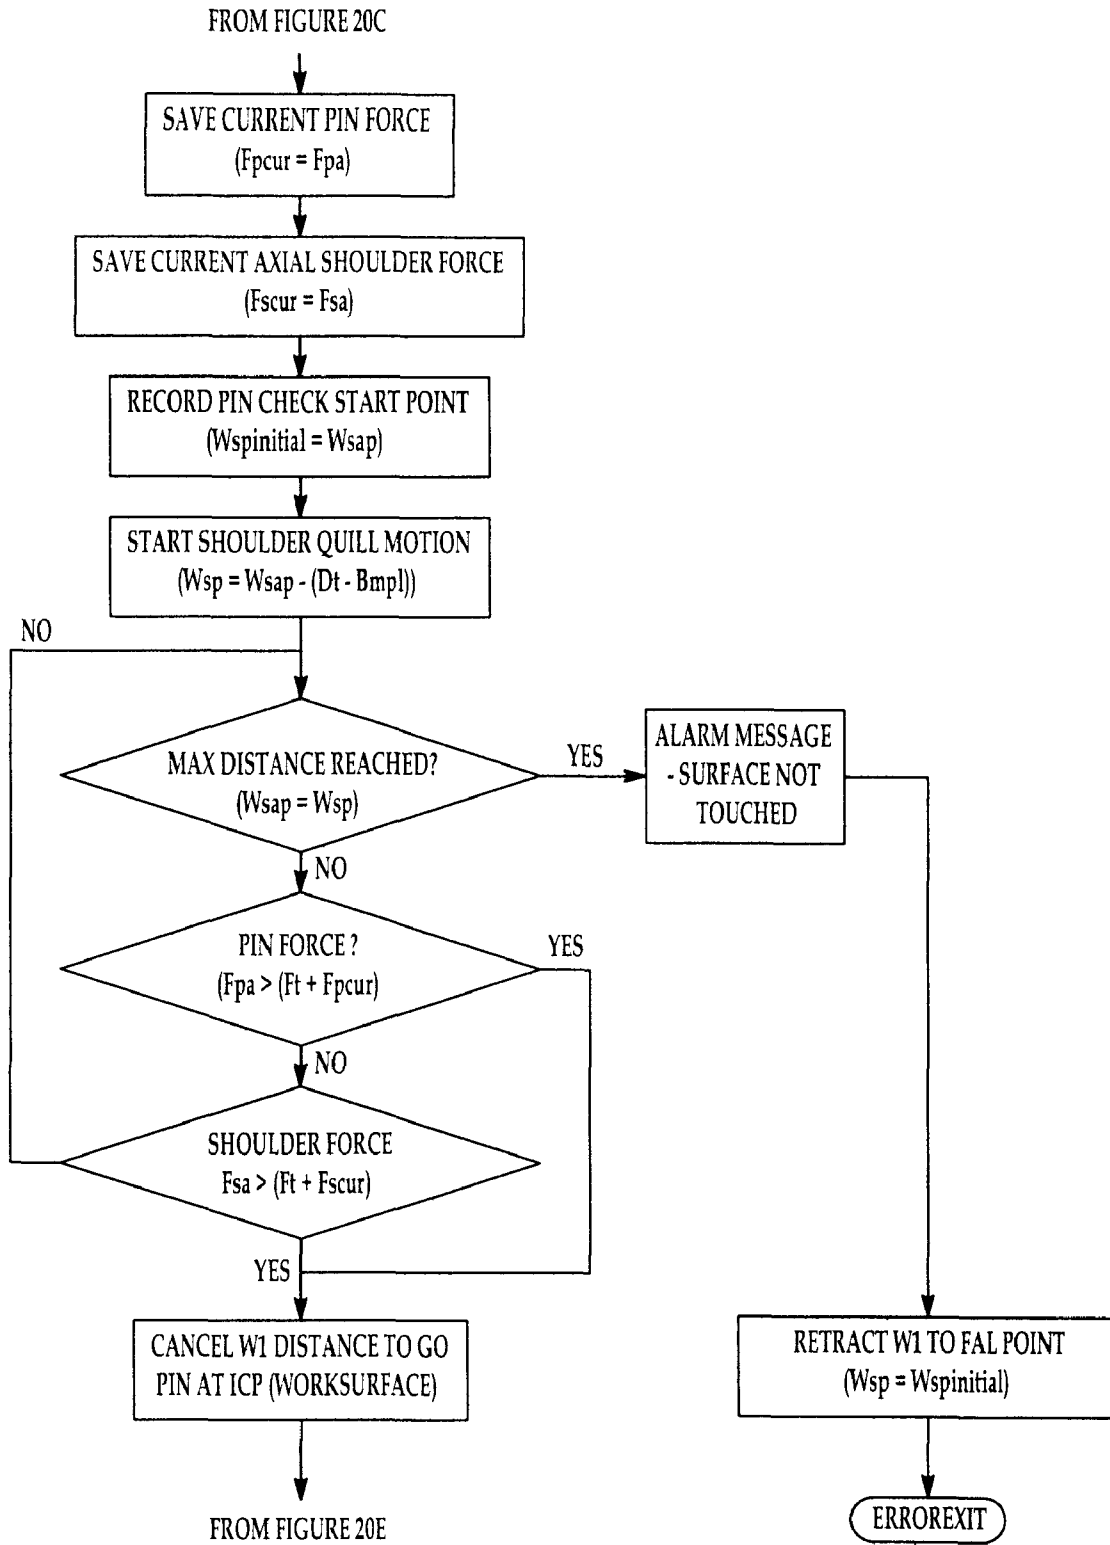 FROM FIGURE 20C
SAVE CURRENT PIN FORCE
(Fpcur = Fpa)
SAVE CURRENT AXIAL SHOULDER FORCE
(Fscur = Fsa)
RECORD PIN CHECK START POINT
(Wspinitial = Wsap)
START SHOULDER QUILL MOTION
(Wsp = Wsap - (Dt - Bmpl))
NO
MAX DISTANCE REACHED?
(Wsap = Wsp)
YES
ALARM MESSAGE
- SURFACE NOT
TOUCHED
NO
PIN FORCE ?
(Fpa > (Ft + Fpcur)
YES
NO
SHOULDER FORCE
Fsa > (Ft + Fscur)
YES
CANCEL W1 DISTANCE TO GO
PIN AT ICP (WORKSURFACE)
RETRACT W1 TO FAL POINT
(Wsp = Wspinitial)
FROM FIGURE 20E
ERROREXIT